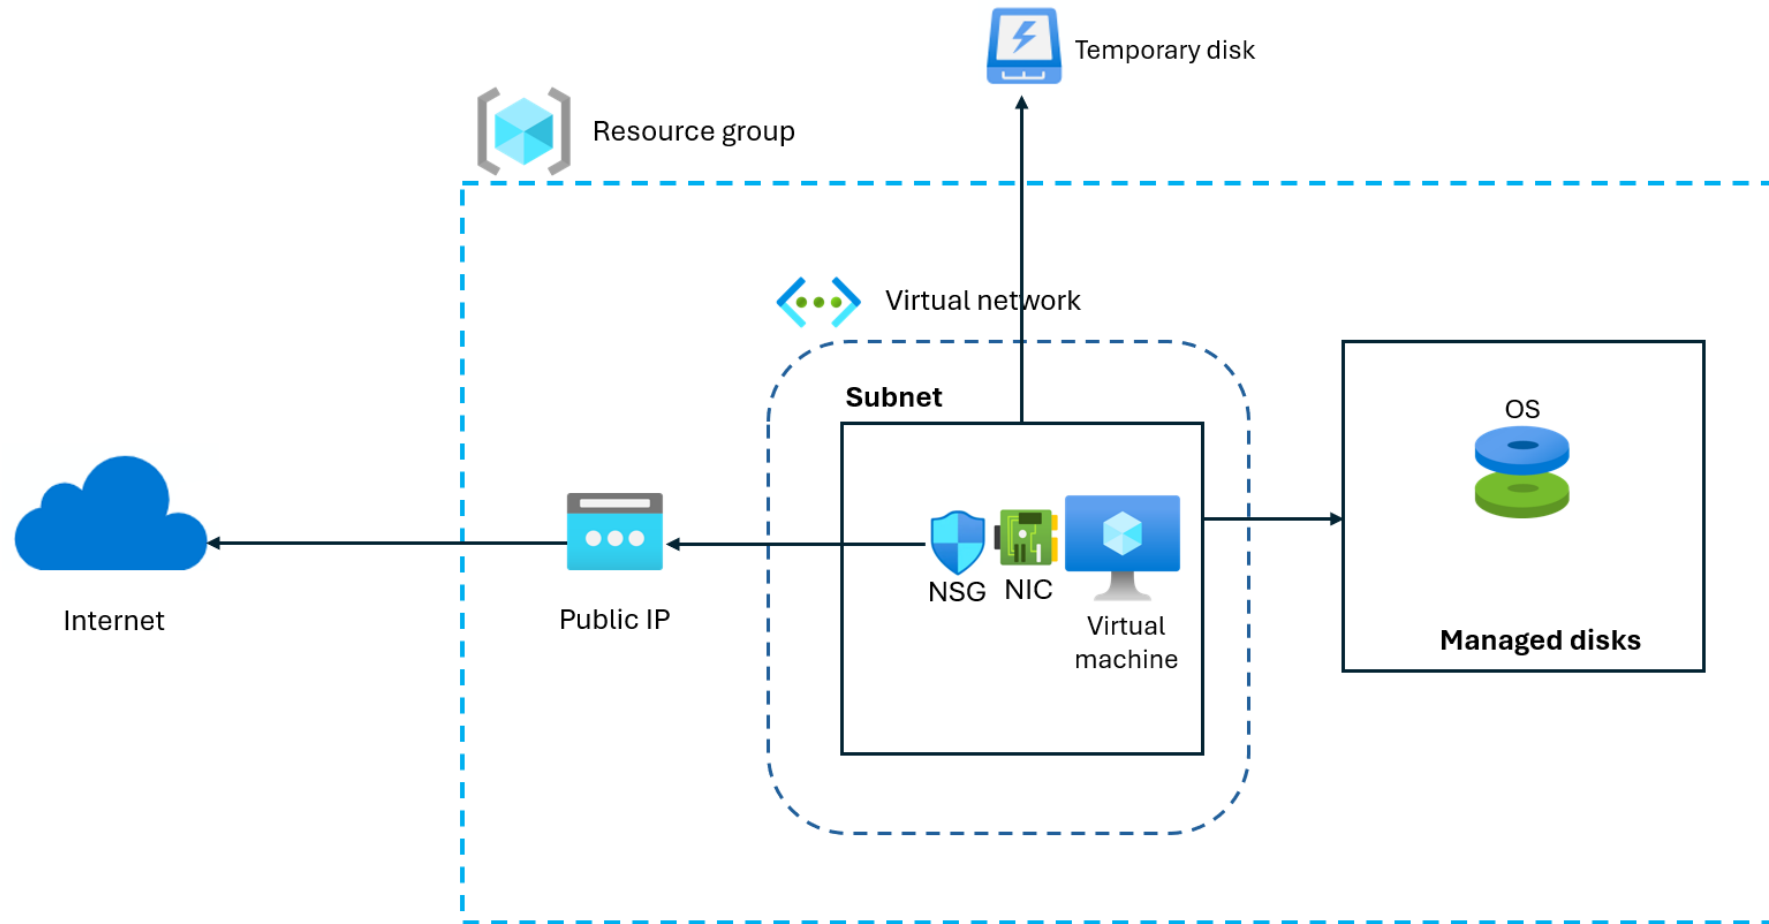 Temporary disk
Resource group
Virtual network
Subnet
OS
NSG
NIC
Virtual
machine
Internet
Public IP
Managed disks